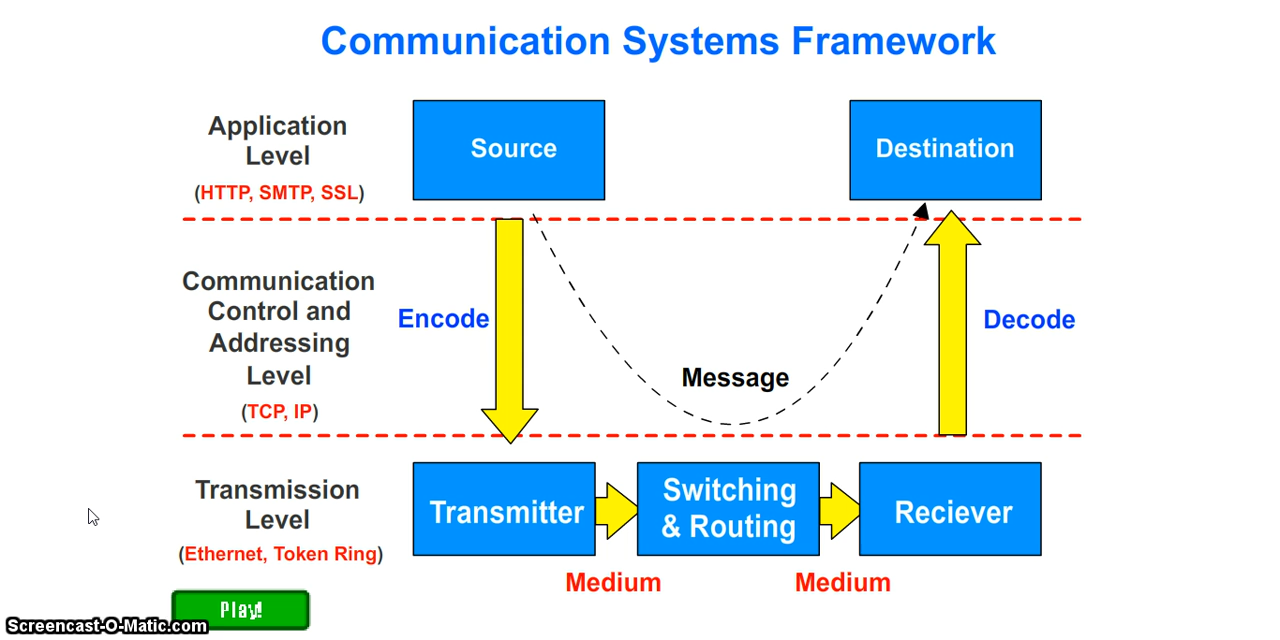 Communication Systems Framework
Application
Level
(HTTP, SMTP, SSL)
Source
Destination
Communication
Control and
Addressing
Level
(TCP, IP)
Encode
Message
Decode
Transmission
Level
(Ethernet, Token Ring)
Transmitter
Switching
& Routing
Reciever
Medium
Medium
Play!
Screencast-O-Matic.com